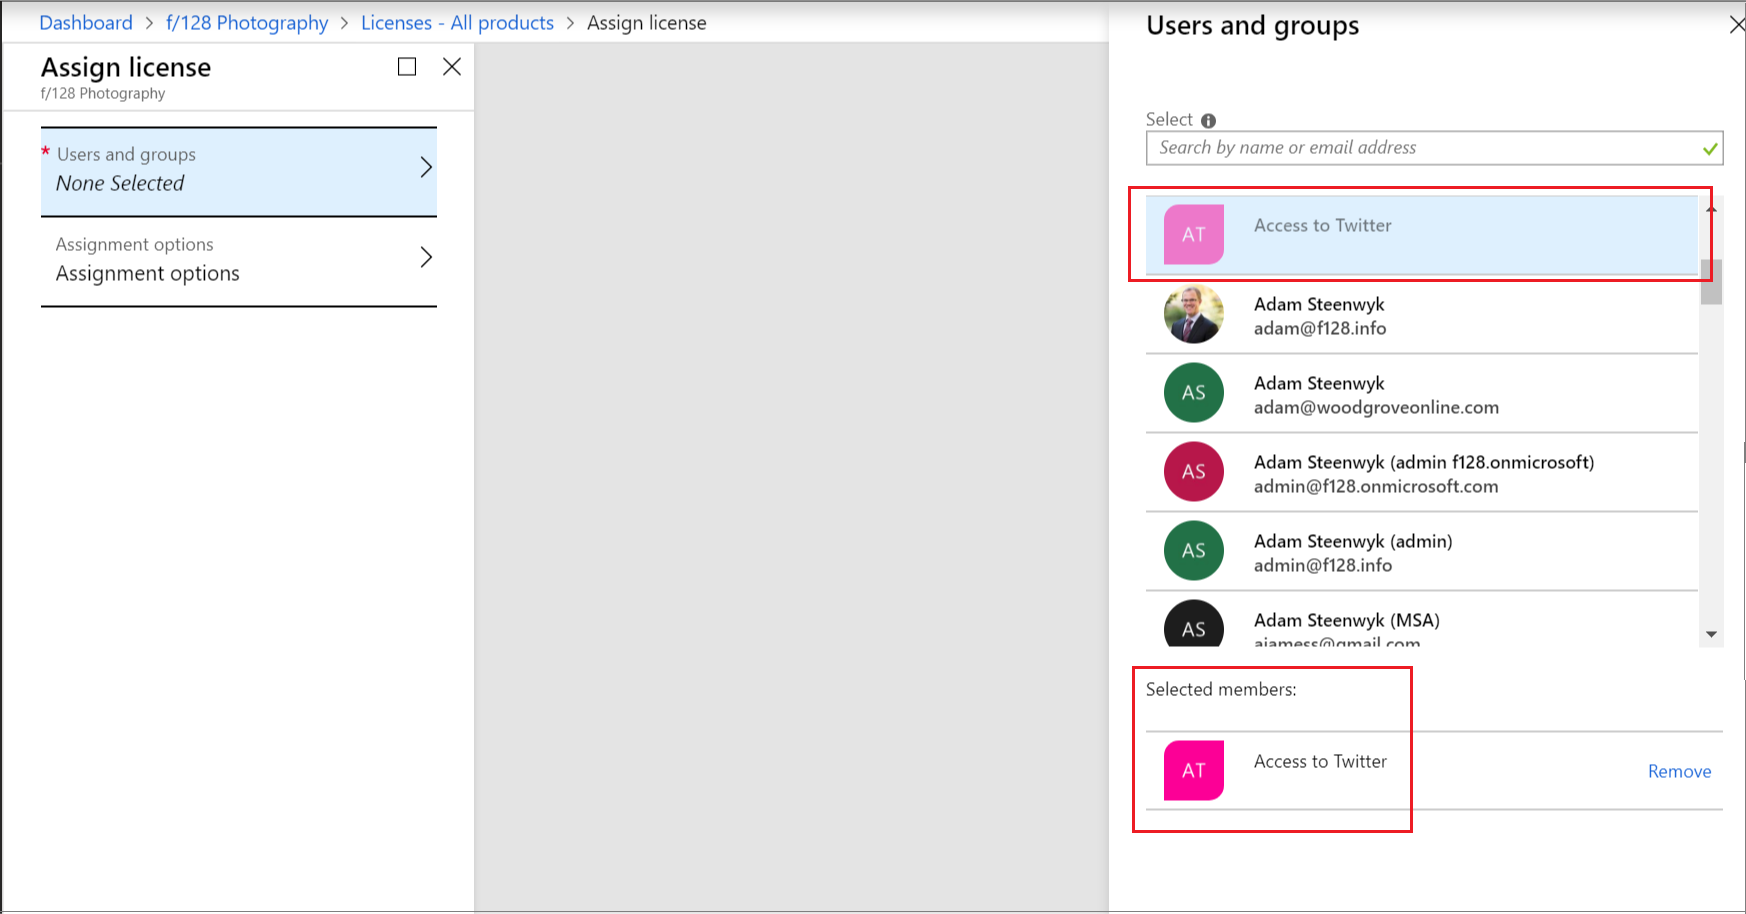 Dashboard > f/128 Photography > Licenses - All products > Assign license
Assign license
f/128 Photography
* Users and groups
None Selected
Assignment options
Assignment options
Users and groups
Select
Search by name or email address
AT Access to Twitter
Adam Steenwyk
adam@f128.info
AS Adam Steenwyk
adam@woodgroveonline.com
AS Adam Steenwyk (admin f128.onmicrosoft)
admin@f128.onmicrosoft.com
AS Adam Steenwyk (admin)
admin@f128.info
AS Adam Steenwyk (MSA)
ajamess@gmail.com
Selected members:
AT Access to Twitter Remove